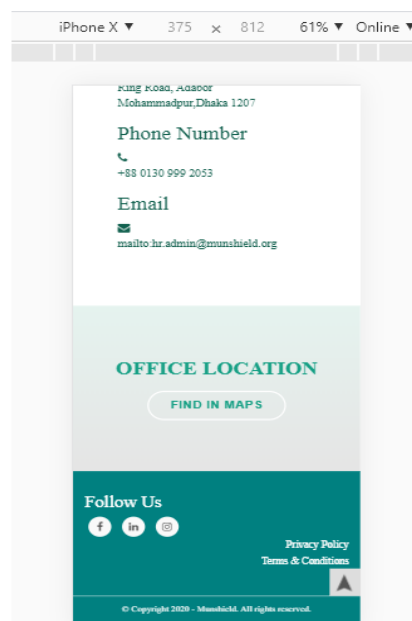 iPhone X ▼ 375 × 812 61% ▼ Online ▼
Ring Road, Adabor
Mohammadpur,Dhaka 1207
Phone Number
+88 0130 999 2053
Email
mailto:hr.admin@munshield.org
OFFICE LOCATION
FIND IN MAPS
Follow Us
f in
Privacy Policy
Terms & Conditions
© Copyright 2020 - Munshield. All rights reserved.